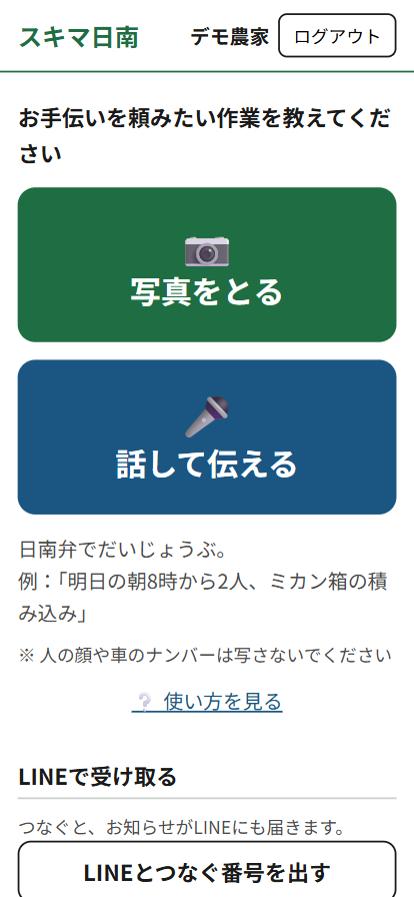 スキマ日南
デモ農家
ログアウト
お手伝いを頼みたい作業を教えてくだ
さい
写真をとる
話して伝える
日南弁でだいじょうぶ。
例：「明日の朝8時から2人、ミカン箱の積
み込み」
※ 人の顔や車のナンバーは写さないでください
❔ 使い方を見る
LINEで受け取る
つなぐと、お知らせがLINEにも届きます。
LINEとつなぐ番号を出す